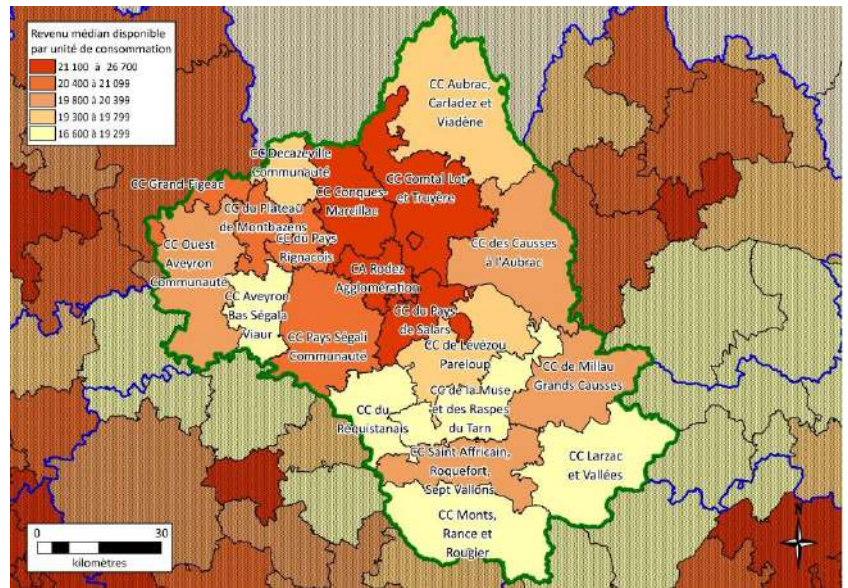 Revenu médian disponible
par unité de consommation
21 100 à 26 700
20 400 à 21 099
19 800 à 20 399
19 300 à 19 799
16 600 à 19 299
CC Aubrac,
Carladez et
Viadène
CC Decazeville
Communauté
CC Grand-Figeac
CC Conques-
Marcillac
CC Comtal Lot
et Truyère
CC du Plateau
de Montbazens
CC du Pays
Rignacois
CC Ouest
Aveyron
Communauté
CC des Causses
à l'Aubrac
CA Rodez
Agglomération
CC Aveyron
Bas Ségala
Viaur
CC du Pays
de Salars
CC Pays Ségali
Communauté
CC de Lévézou
Pareloup
CC de Millau
Grands Causses
CC de la Muse
et des Raspes
du Tarn
CC du
Réquistanais
CC Saint Affricain,
Roquefort,
Sept Vallons
CC Larzac
et Vallées
CC Monts,
Rance et
Rougier
0 30
kilomètres
N